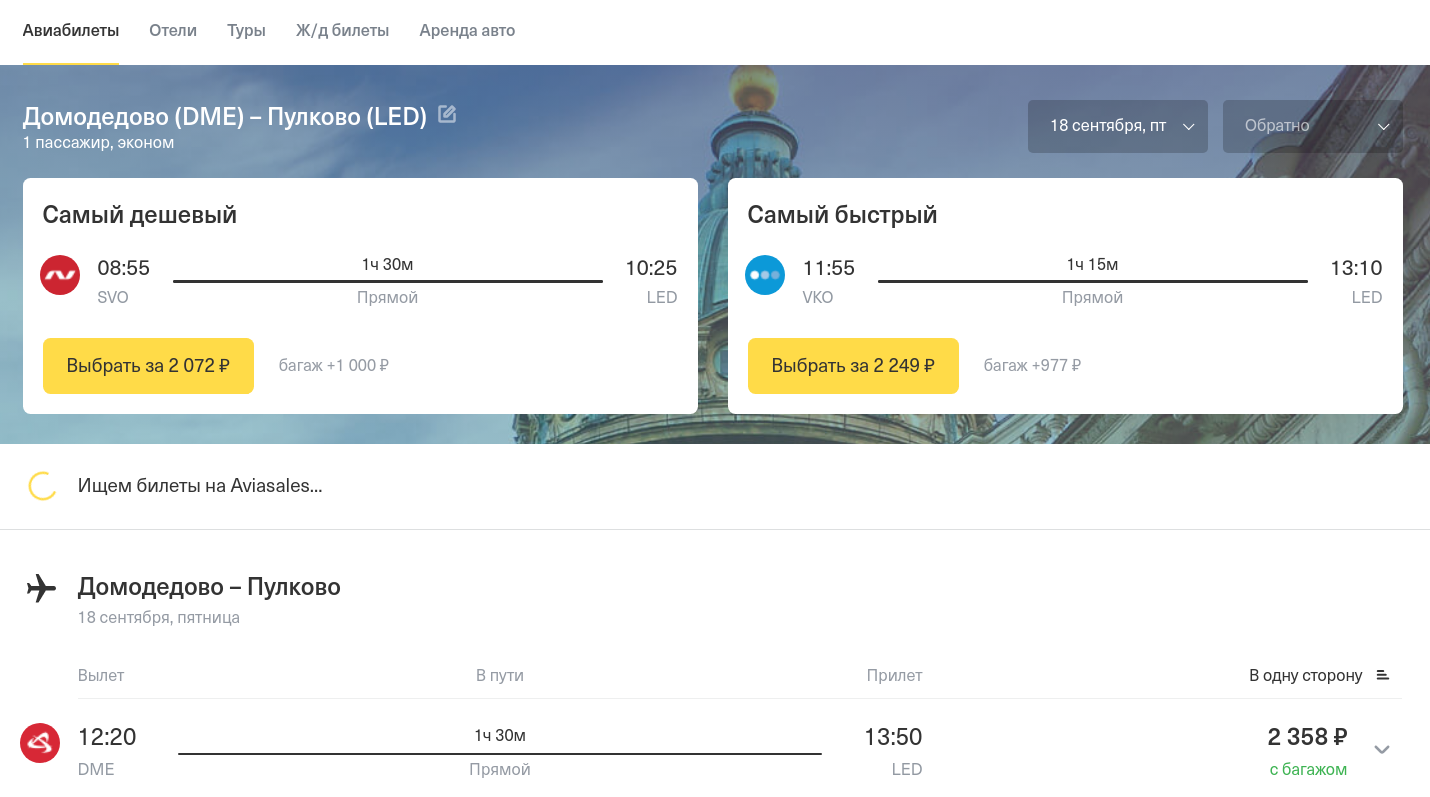 Авиабилеты Отели Туры Ж/д билеты Аренда авто
Домодедово (DME) – Пулково (LED)
1 пассажир, эконом
18 сентября, пт
Обратно
Самый дешевый
08:55 1ч 30м 10:25
SVO Прямой LED
Выбрать за 2 072 ₽ багаж +1 000 ₽
Самый быстрый
11:55 1ч 15м 13:10
VKO Прямой LED
Выбрать за 2 249 ₽ багаж +977 ₽
Ищем билеты на Aviasales...
Домодедово – Пулково
18 сентября, пятница
Вылет В пути Прилет В одну сторону
12:20 1ч 30м 13:50 2 358 ₽
DME Прямой LED с багажом